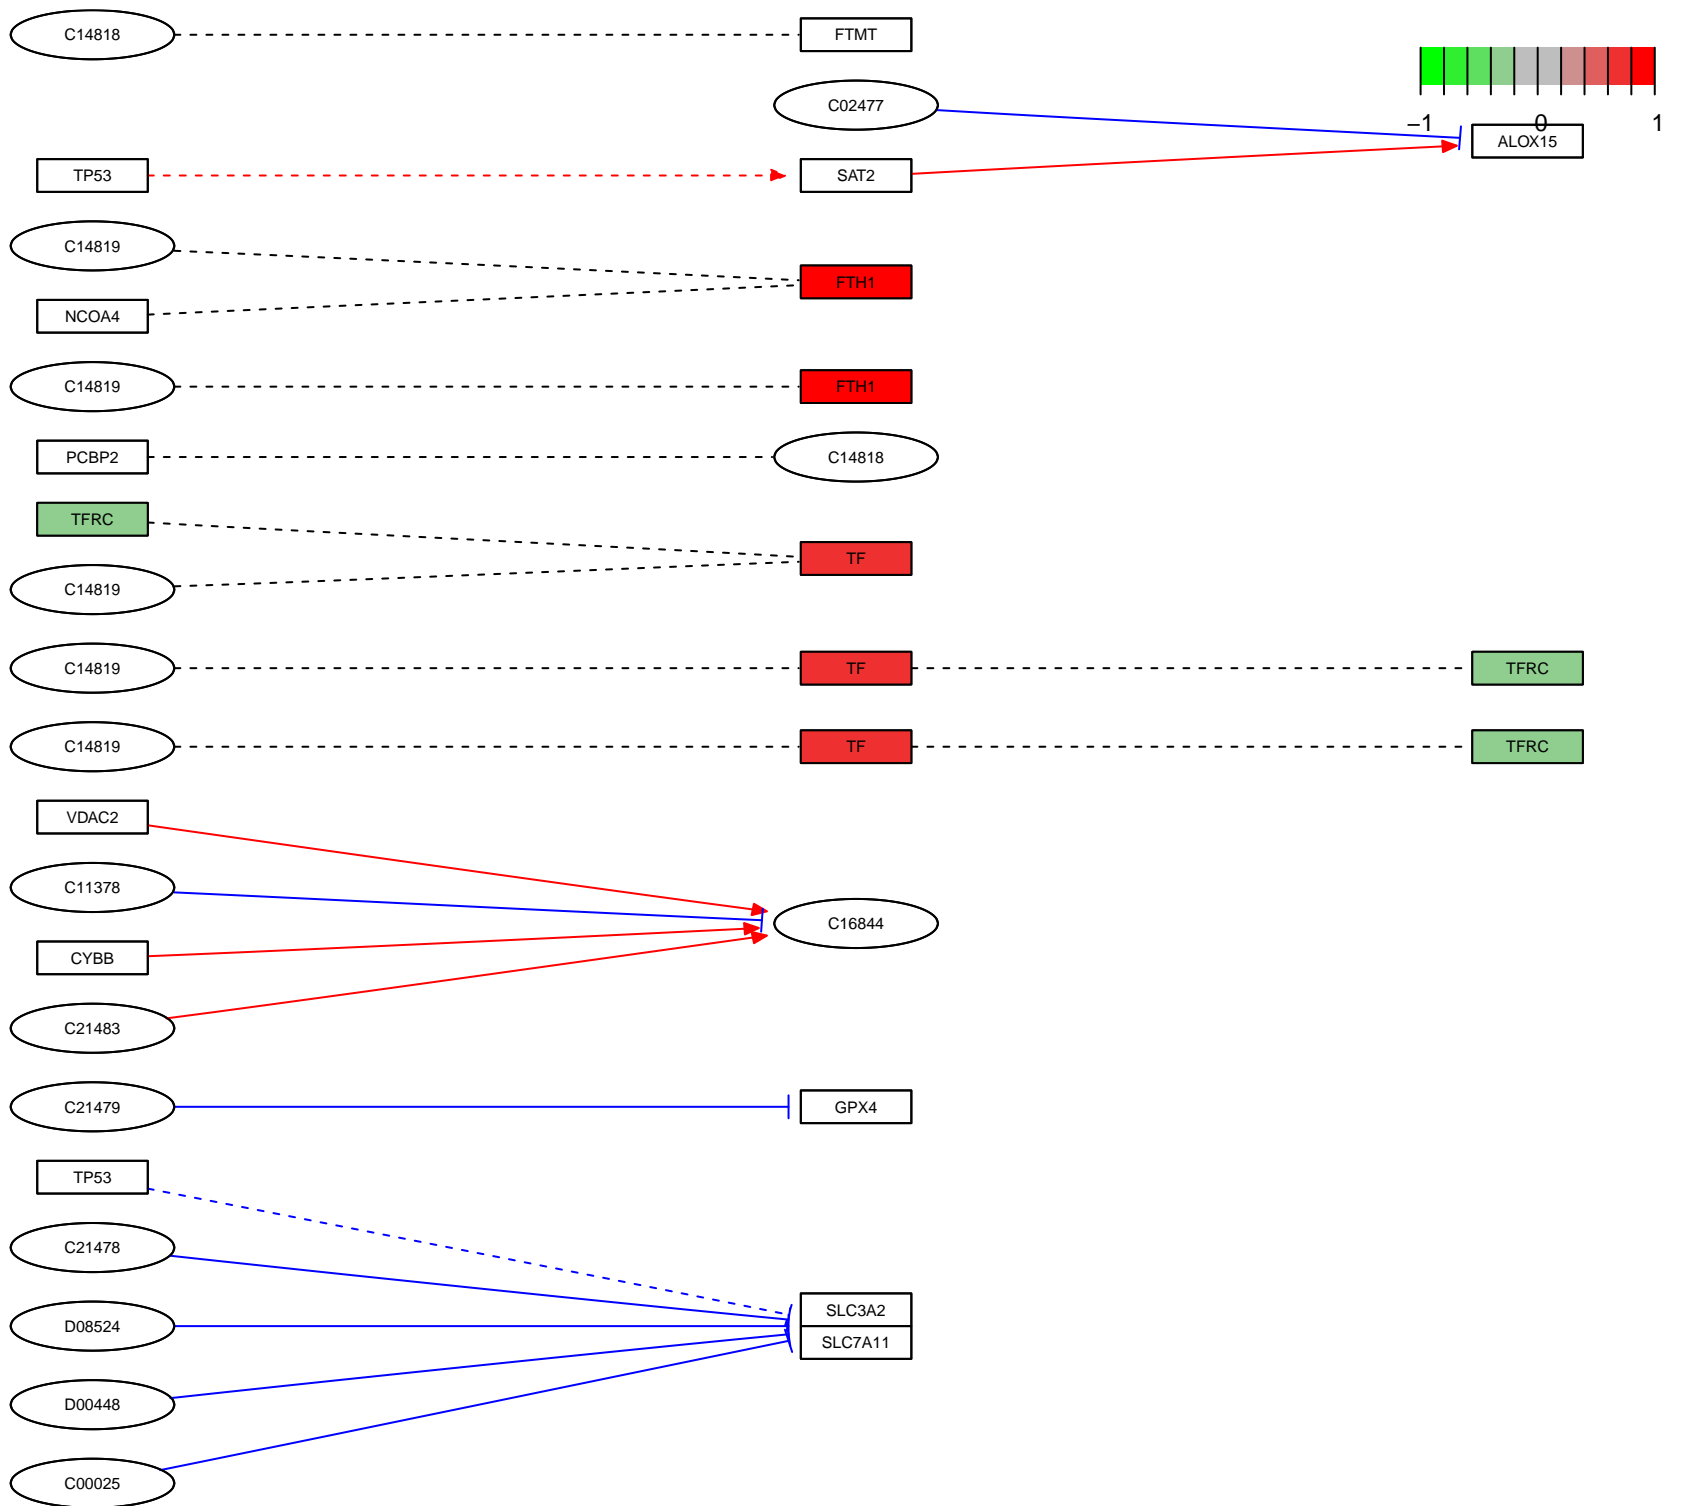 C14818
FTMT
C02477
−1
0
1
ALOX15
TP53
SAT2
C14819
FTH1
NCOA4
C14819
FTH1
PCBP2
C14818
TFRC
TF
C14819
C14819
TF
TFRC
C14819
TF
TFRC
VDAC2
C11378
C16844
CYBB
C21483
C21479
GPX4
TP53
C21478
SLC3A2
D08524
SLC7A11
D00448
C00025